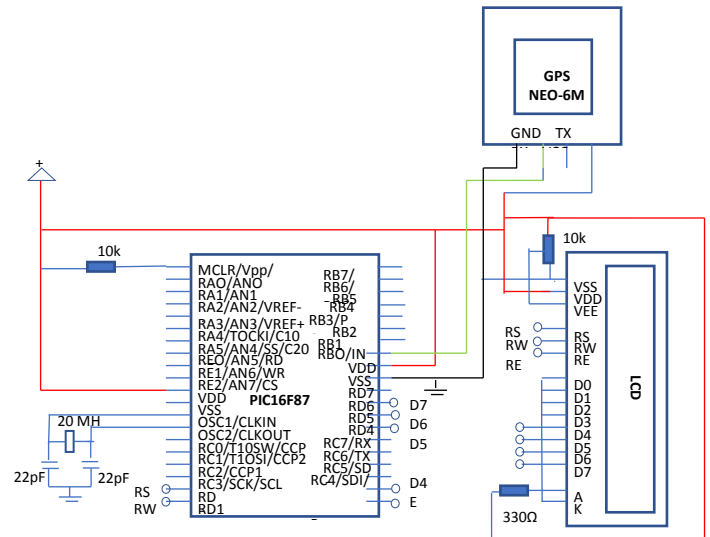 GPS
NEO-6M
GND TX
+
10k
10k
MCLR/Vpp/
RAO/ANO
RA1/AN1
RA2/AN2/VREF-
RA3/AN3/VREF+
RA4/TOCKI/C10
RA5/AN4/SS/C20
REO/AN5/RD
RE1/AN6/WR
RE2/AN7/CS
VDD
VSS
OSC1/CLKIN
OSC2/CLKOUT
RC0/T10SW/CCP
RC1/T1OSI/CCP2
RC2/CCP1
RC3/SCK/SCL
RD
RD1
PIC16F87
RB7/
RB6/
RB5
RB4
RB3/P
RB2
RB1
RBO/IN
VDD
VSS
RD7
RD6
RD5
RD4
RC7/RX
RC6/TX
RC5/SD
RC4/SDI/
D7
D6
D5
D4
E
20 MH
22pF
22pF
RS
RW
RS
RW
RE
VSS
VDD
VEE
RS
RW
RE
D0
D1
D2
D3
D4
D5
D6
D7
A
K
LCD
330Ω